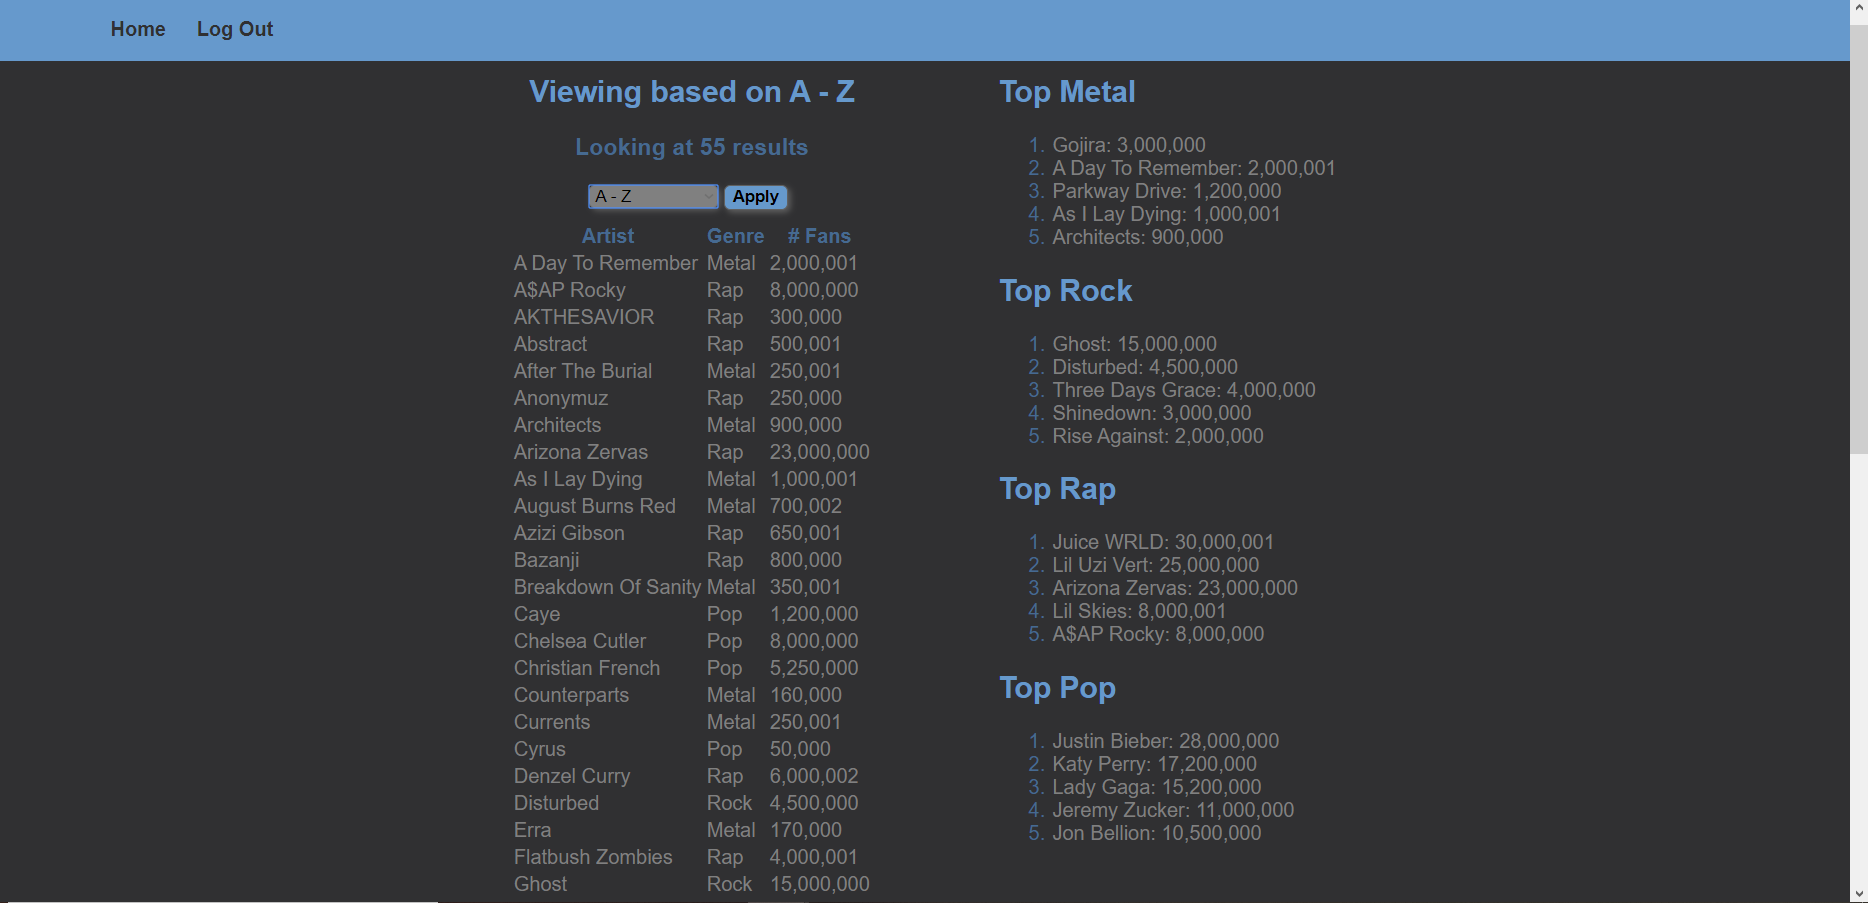 Home Log Out
Viewing based on A - Z
Looking at 55 results
A - Z Apply
Artist Genre # Fans
A Day To Remember Metal 2,000,001
A$AP Rocky Rap 8,000,000
AKTHESAVIOR Rap 300,000
Abstract Rap 500,001
After The Burial Metal 250,001
Anonymuz Rap 250,000
Architects Metal 900,000
Arizona Zervas Rap 23,000,000
As I Lay Dying Metal 1,000,001
August Burns Red Metal 700,002
Azizi Gibson Rap 650,001
Bazanji Rap 800,000
Breakdown Of Sanity Metal 350,001
Caye Pop 1,200,000
Chelsea Cutler Pop 8,000,000
Christian French Pop 5,250,000
Counterparts Metal 160,000
Currents Metal 250,001
Cyrus Pop 50,000
Denzel Curry Rap 6,000,002
Disturbed Rock 4,500,000
Erra Metal 170,000
Flatbush Zombies Rap 4,000,001
Ghost Rock 15,000,000
Top Metal
1. Gojira: 3,000,000
2. A Day To Remember: 2,000,001
3. Parkway Drive: 1,200,000
4. As I Lay Dying: 1,000,001
5. Architects: 900,000
Top Rock
1. Ghost: 15,000,000
2. Disturbed: 4,500,000
3. Three Days Grace: 4,000,000
4. Shinedown: 3,000,000
5. Rise Against: 2,000,000
Top Rap
1. Juice WRLD: 30,000,001
2. Lil Uzi Vert: 25,000,000
3. Arizona Zervas: 23,000,000
4. Lil Skies: 8,000,001
5. A$AP Rocky: 8,000,000
Top Pop
1. Justin Bieber: 28,000,000
2. Katy Perry: 17,200,000
3. Lady Gaga: 15,200,000
4. Jeremy Zucker: 11,000,000
5. Jon Bellion: 10,500,000